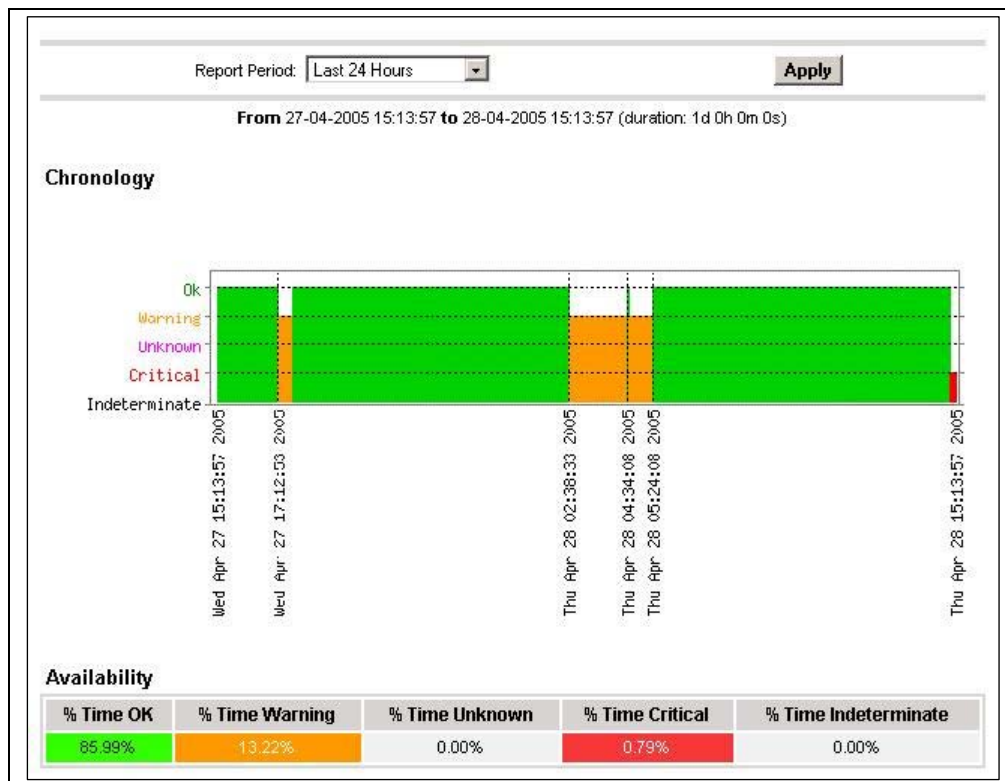 Report Period: Last 24 Hours Apply
From 27-04-2005 15:13:57 to 28-04-2005 15:13:57 (duration: 1d 0h 0m 0s)
Chronology
Ok
Warning
Unknown
Critical
Indeterminate
Wed Apr 27 15:13:57 2005
Wed Apr 27 17:12:53 2005
Thu Apr 28 02:38:33 2005
Thu Apr 28 04:34:08 2005
Thu Apr 28 05:24:08 2005
Thu Apr 28 15:13:57 2005
Availability
% Time OK % Time Warning % Time Unknown % Time Critical % Time Indeterminate
85.99% 13.22% 0.00% 0.79% 0.00%